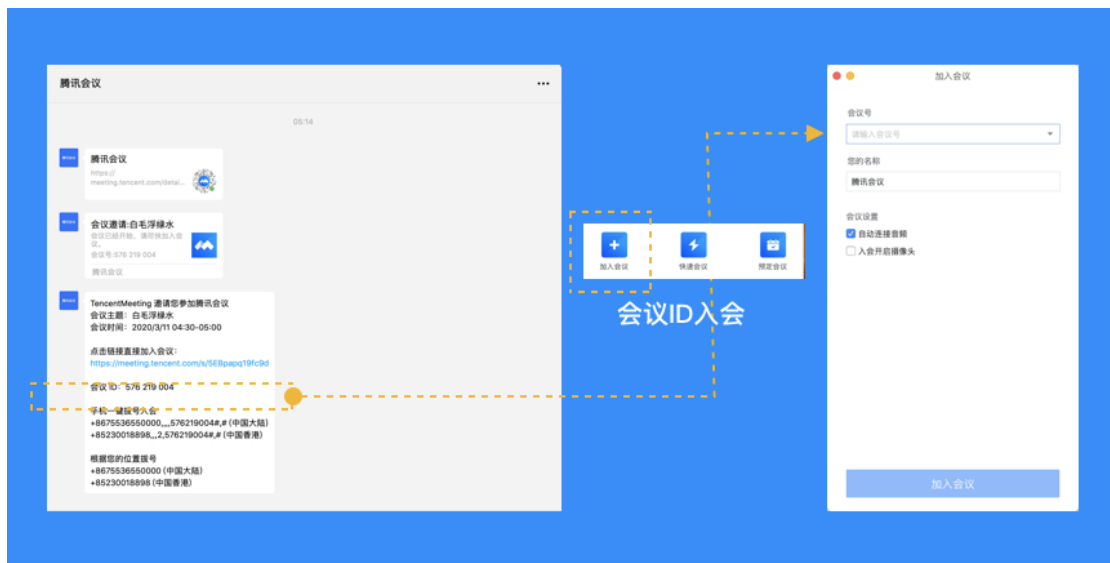 腾讯会议
05:14
腾讯会议
https://
meeting.tencent.com/detai...
会议邀请:白毛浮绿水
会议已经开始，请尽快加入会
议。
会议号:576 219 004
腾讯会议
TencentMeeting 邀请您参加腾讯会议
会议主题：白毛浮绿水
会议时间：2020/3/11 04:30-05:00
点击链接直接加入会议：
https://meeting.tencent.com/s/5EBpapq19fc9d
会议 ID：576 219 004
手机一键拨号入会
+8675536550000,,,,576219004#,# (中国大陆)
+85230018898,,,2,576219004#,# (中国香港)
根据您的位置拨号
+8675536550000 (中国大陆)
+85230018898 (中国香港)
加入会议
快速会议
预定会议
会议ID入会
加入会议
会议号
请输入会议号
您的名称
腾讯会议
会议设置
自动连接音频
入会开启摄像头
加入会议